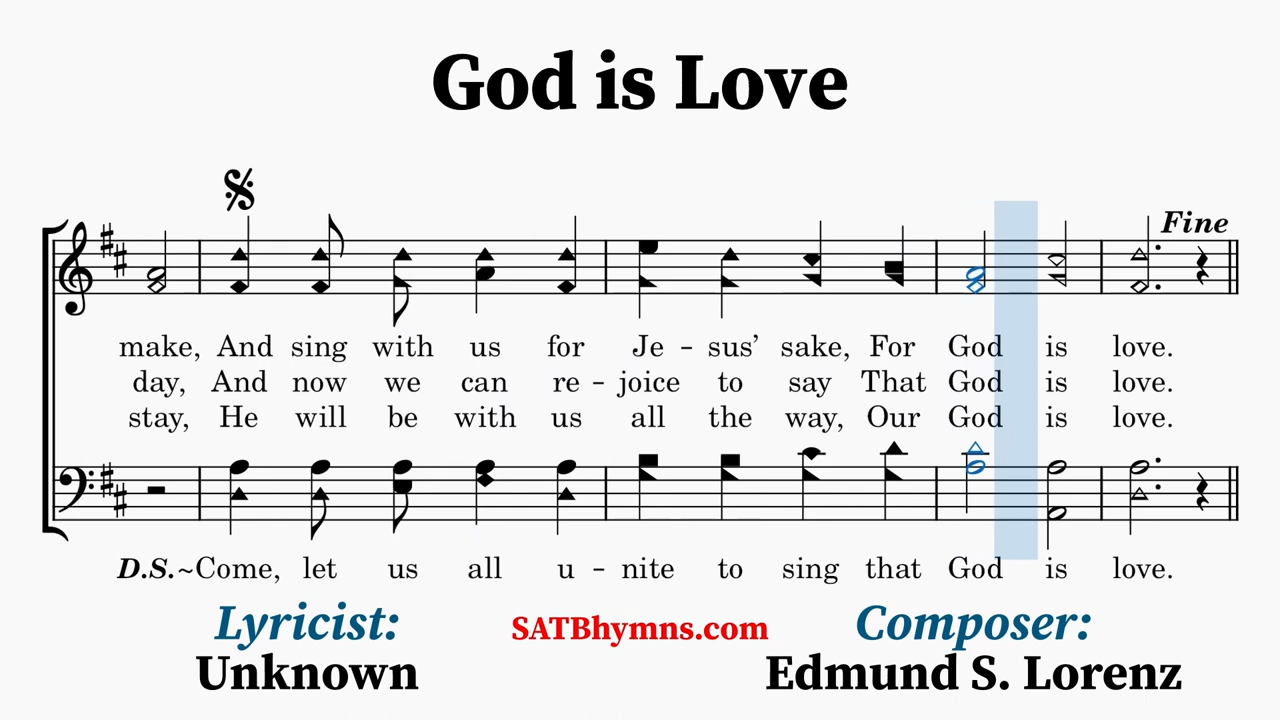 God is Love
Fine
make, And sing with us for Je - sus’ sake, For God is love.
day, And now we can re - joice to say That God is love.
stay, He will be with us all the way, Our God is love.
D.S.~Come, let us all u - nite to sing that God is love.
Lyricist:
Unknown
SATBhymns.com
Composer:
Edmund S. Lorenz